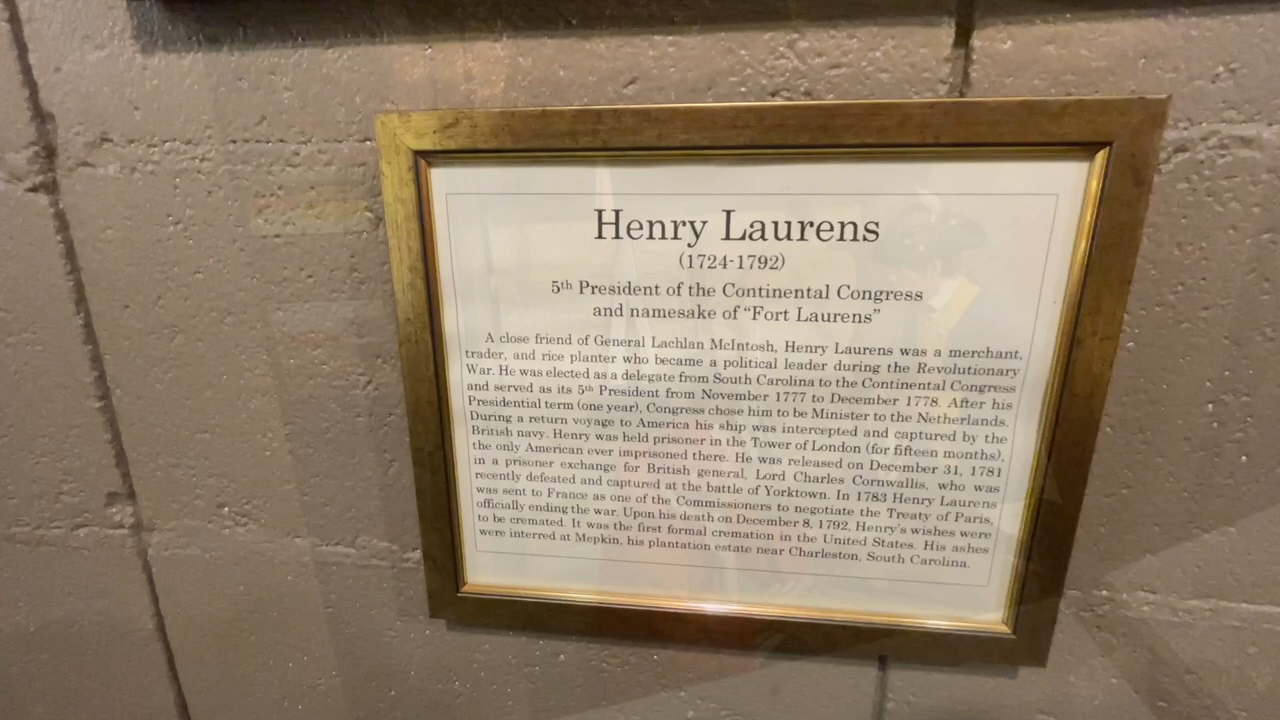 Henry Laurens
(1724-1792)
5th President of the Continental Congress
and namesake of "Fort Laurens"
A close friend of General Lachlan McIntosh, Henry Laurens was a merchant,
trader, and rice planter who became a political leader during the Revolutionary
War. He was elected as a delegate from South Carolina to the Continental Congress
and served as its 5th President from November 1777 to December 1778. After his
Presidential term (one year), Congress chose him to be Minister to the Netherlands.
During a return voyage to America his ship was intercepted and captured by the
British navy. Henry was held prisoner in the Tower of London (for fifteen months),
the only American ever imprisoned there. He was released on December 31, 1781
in a prisoner exchange for British general, Lord Charles Cornwallis, who was
recently defeated and captured at the battle of Yorktown. In 1783 Henry Laurens
was sent to France as one of the Commissioners to negotiate the Treaty of Paris,
officially ending the war. Upon his death on December 8, 1792, Henry's wishes were
to be cremated. It was the first formal cremation in the United States. His ashes
were interred at Mepkin, his plantation estate near Charleston, South Carolina.